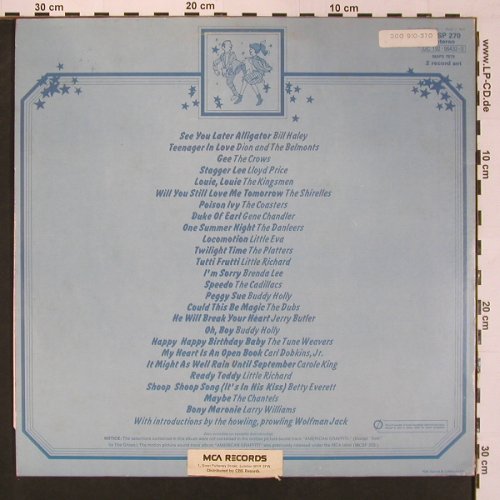 30 cm
20 cm
10 cm
www.LP-CD.de
10 cm
20 cm
30 cm
SP 270
Stereo
2 record set
See You Later Alligator Bill Haley
Teenager In Love Dion and The Belmonts
Gee The Crows
Stagger Lee Lloyd Price
Louie, Louie The Kingsmen
Will You Still Love Me Tomorrow The Shirelles
Poison Ivy The Coasters
Duke Of Earl Gene Chandler
One Summer Night The Danleers
Locomotion Little Eva
Twilight Time The Platters
Tutti Frutti Little Richard
I'm Sorry Brenda Lee
Speedo The Cadillacs
Peggy Sue Buddy Holly
Could This Be Magic The Dubs
He Will Break Your Heart Jerry Butler
Oh, Boy Buddy Holly
Happy Happy Birthday Baby The Tune Weavers
My Heart Is An Open Book Carl Dobkins, Jr.
It Might As Well Rain Until September Carole King
Ready Teddy Little Richard
Shoop Shoop Song (It's In His Kiss) Betty Everett
Maybe The Chantels
Bony Maronie Larry Williams
With introductions by the howling, prowling Wolfman Jack
MCA RECORDS
Distributed by CBS Records